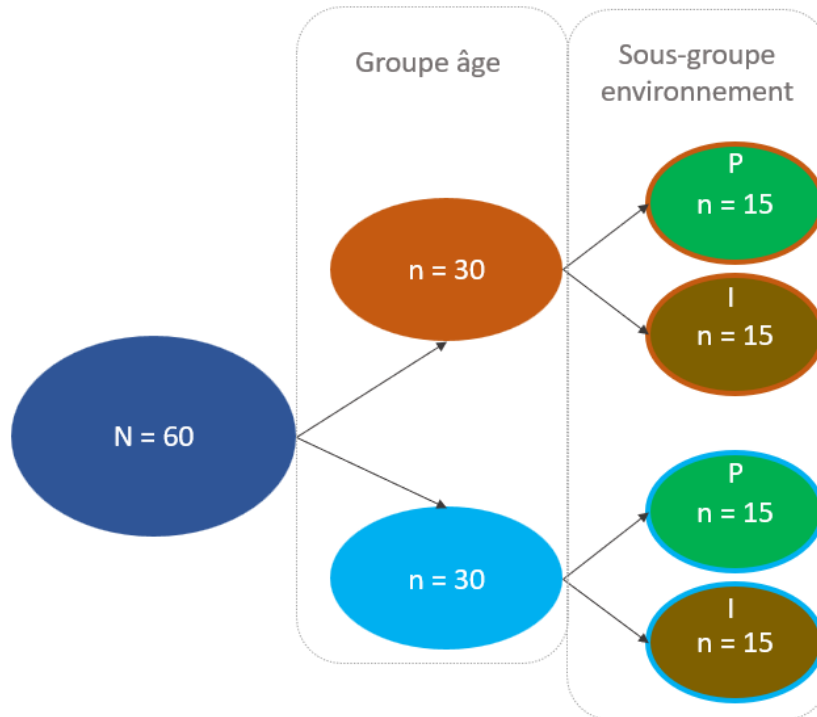 Groupe âge
Sous-groupe
environnement
P
n = 15
n = 30
I
n = 15
N = 60
P
n = 15
n = 30
I
n = 15